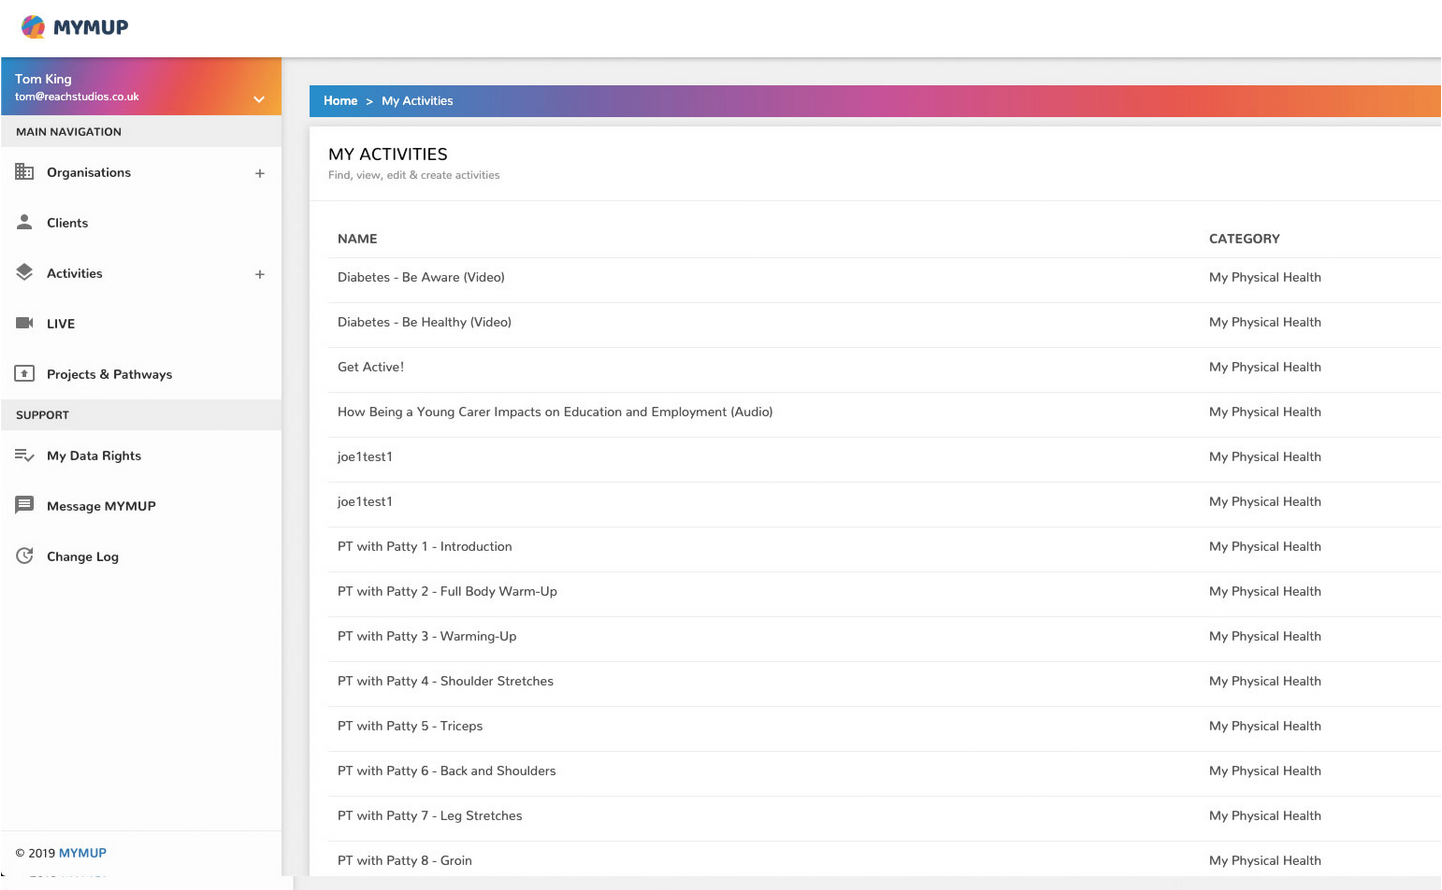 MYMUP
Tom King
tom@reachstudios.co.uk
MAIN NAVIGATION
Organisations +
Clients
Activities +
LIVE
Projects & Pathways
SUPPORT
My Data Rights
Message MYMUP
Change Log
© 2019 MYMUP
Home > My Activities
MY ACTIVITIES
Find, view, edit & create activities
NAME CATEGORY
Diabetes - Be Aware (Video) My Physical Health
Diabetes - Be Healthy (Video) My Physical Health
Get Active! My Physical Health
How Being a Young Carer Impacts on Education and Employment (Audio) My Physical Health
joe1test1 My Physical Health
joe1test1 My Physical Health
PT with Patty 1 - Introduction My Physical Health
PT with Patty 2 - Full Body Warm-Up My Physical Health
PT with Patty 3 - Warming-Up My Physical Health
PT with Patty 4 - Shoulder Stretches My Physical Health
PT with Patty 5 - Triceps My Physical Health
PT with Patty 6 - Back and Shoulders My Physical Health
PT with Patty 7 - Leg Stretches My Physical Health
PT with Patty 8 - Groin My Physical Health